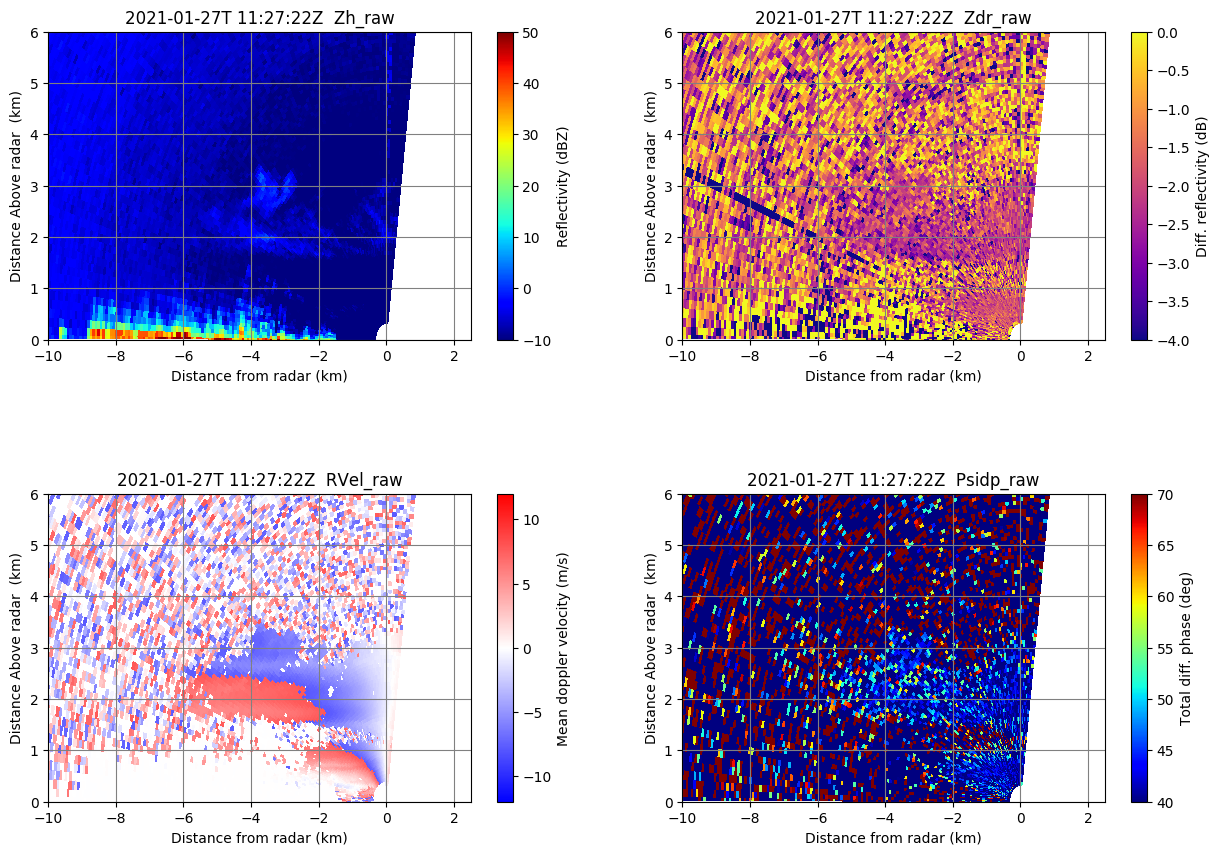 2021-01-27T 11:27:22Z  Zh_raw
6
5
4
3
2
1
0
Distance Above radar  (km)
−10 −8 −6 −4 −2 0 2
Distance from radar (km)
50
40
30
20
10
0
−10
Reflectivity (dBZ)
2021-01-27T 11:27:22Z  Zdr_raw
6
5
4
3
2
1
0
Distance Above radar  (km)
−10 −8 −6 −4 −2 0 2
Distance from radar (km)
0.0
−0.5
−1.0
−1.5
−2.0
−2.5
−3.0
−3.5
−4.0
Diff. reflectivity (dB)
2021-01-27T 11:27:22Z  RVel_raw
6
5
4
3
2
1
0
Distance Above radar  (km)
−10 −8 −6 −4 −2 0 2
Distance from radar (km)
10
5
0
−5
−10
Mean doppler velocity (m/s)
2021-01-27T 11:27:22Z  Psidp_raw
6
5
4
3
2
1
0
Distance Above radar  (km)
−10 −8 −6 −4 −2 0 2
Distance from radar (km)
70
65
60
55
50
45
40
Total diff. phase (deg)